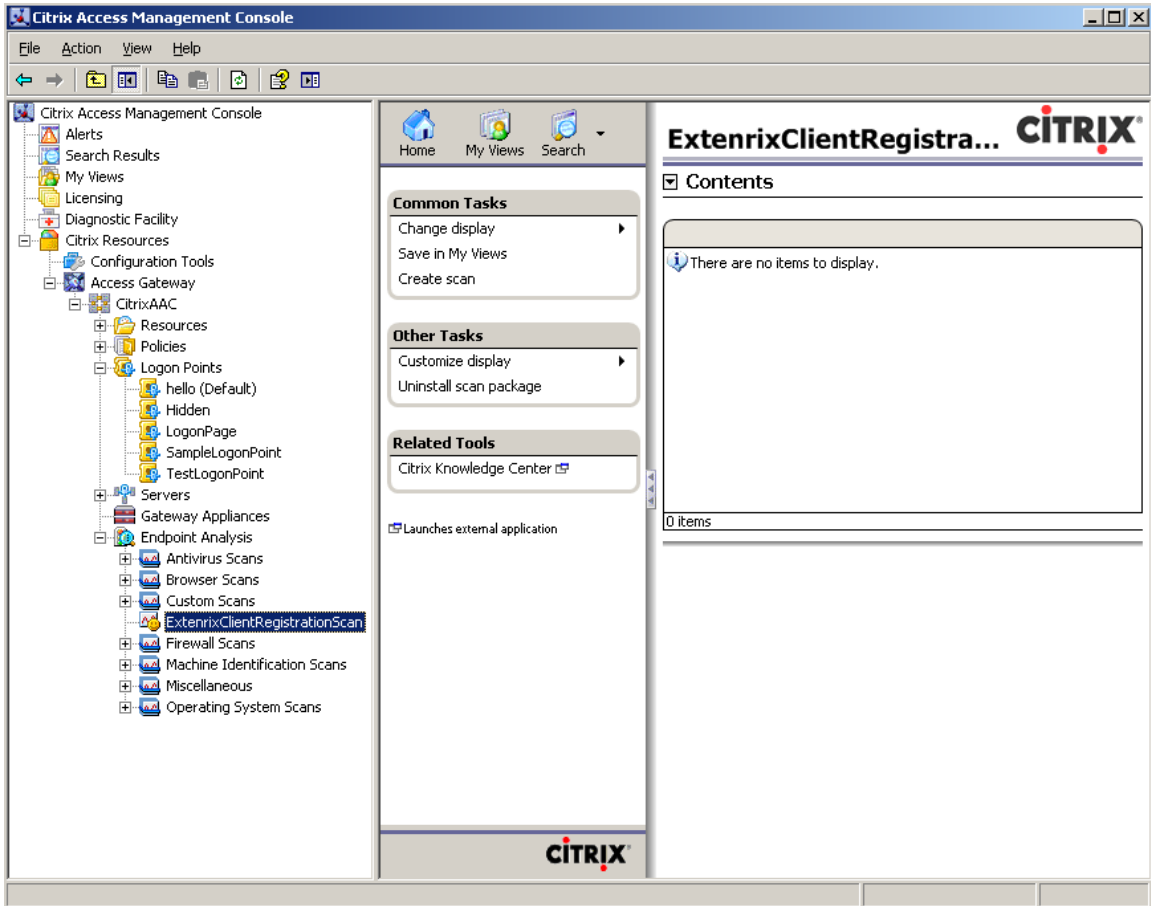 Citrix Access Management Console
File Action View Help
Citrix Access Management Console
Alerts
Search Results
My Views
Licensing
Diagnostic Facility
Citrix Resources
Configuration Tools
Access Gateway
CitrixAAC
Resources
Policies
Logon Points
hello (Default)
Hidden
LogonPage
SampleLogonPoint
TestLogonPoint
Servers
Gateway Appliances
Endpoint Analysis
Antivirus Scans
Browser Scans
Custom Scans
ExtenrixClientRegistrationScan
Firewall Scans
Machine Identification Scans
Miscellaneous
Operating System Scans
Home My Views Search
Common Tasks
Change display
Save in My Views
Create scan
Other Tasks
Customize display
Uninstall scan package
Related Tools
Citrix Knowledge Center
Launches external application
CITRIX
ExtenrixClientRegistra... CITRIX
Contents
There are no items to display.
0 items